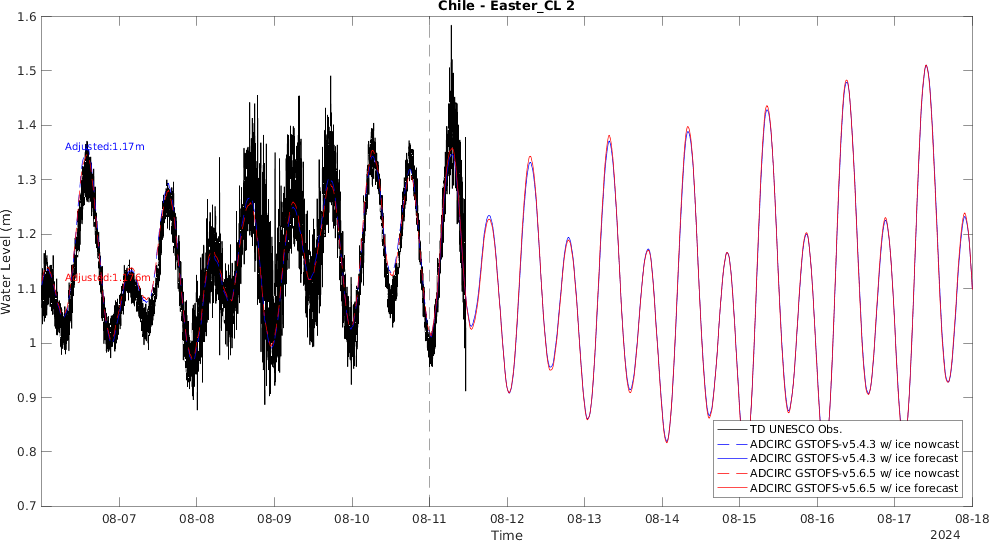 Chile - Easter_CL 2
1.6
1.5
1.4
1.3
1.2
1.1
1
0.9
0.8
0.7
Water Level (m)
Adjusted:1.17m
TD UNESCO Obs.
ADCIRC GSTOFS-v5.4.3 w/ ice nowcast
ADCIRC GSTOFS-v5.4.3 w/ ice forecast
ADCIRC GSTOFS-v5.6.5 w/ ice nowcast
ADCIRC GSTOFS-v5.6.5 w/ ice forecast
08-07 08-08 08-09 08-10 08-11 08-12 08-13 08-14 08-15 08-16 08-17 08-18
Time 2024